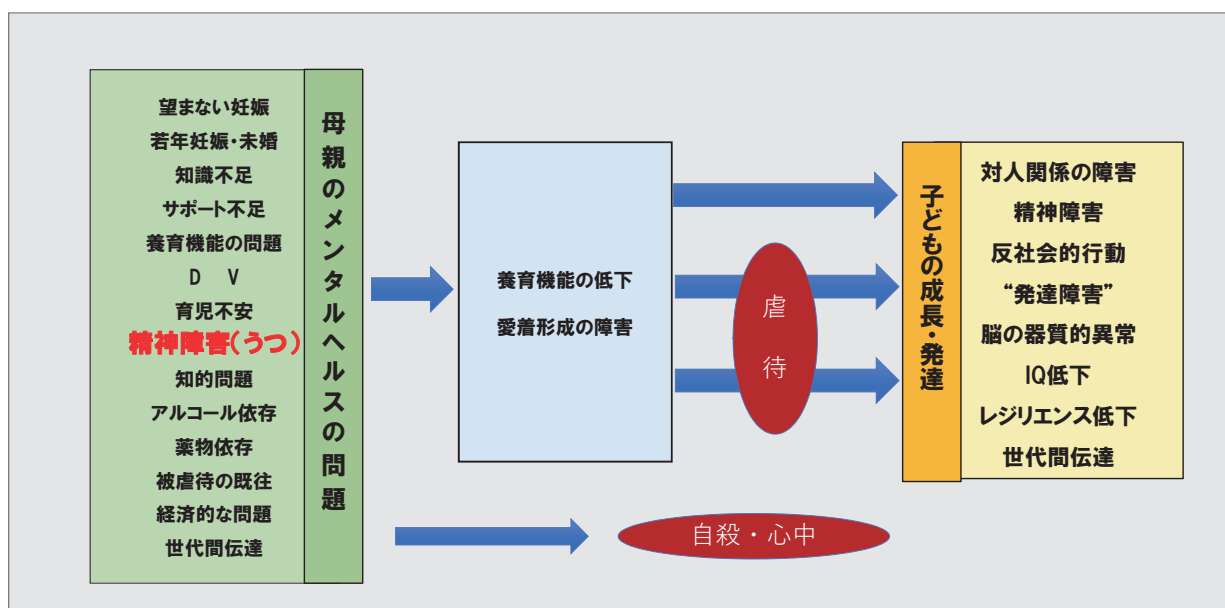 望まない妊娠
若年妊娠・未婚
知識不足
サポート不足
養育機能の問題
D V
育児不安
精神障害(うつ)
知的問題
アルコール依存
薬物依存
被虐待の既往
経済的な問題
世代間伝達
母親のメンタルヘルスの問題
養育機能の低下
愛着形成の障害
虐待
自殺・心中
子どもの成長・発達
対人関係の障害
精神障害
反社会的行動
“発達障害”
脳の器質的異常
IQ低下
レジリエンス低下
世代間伝達